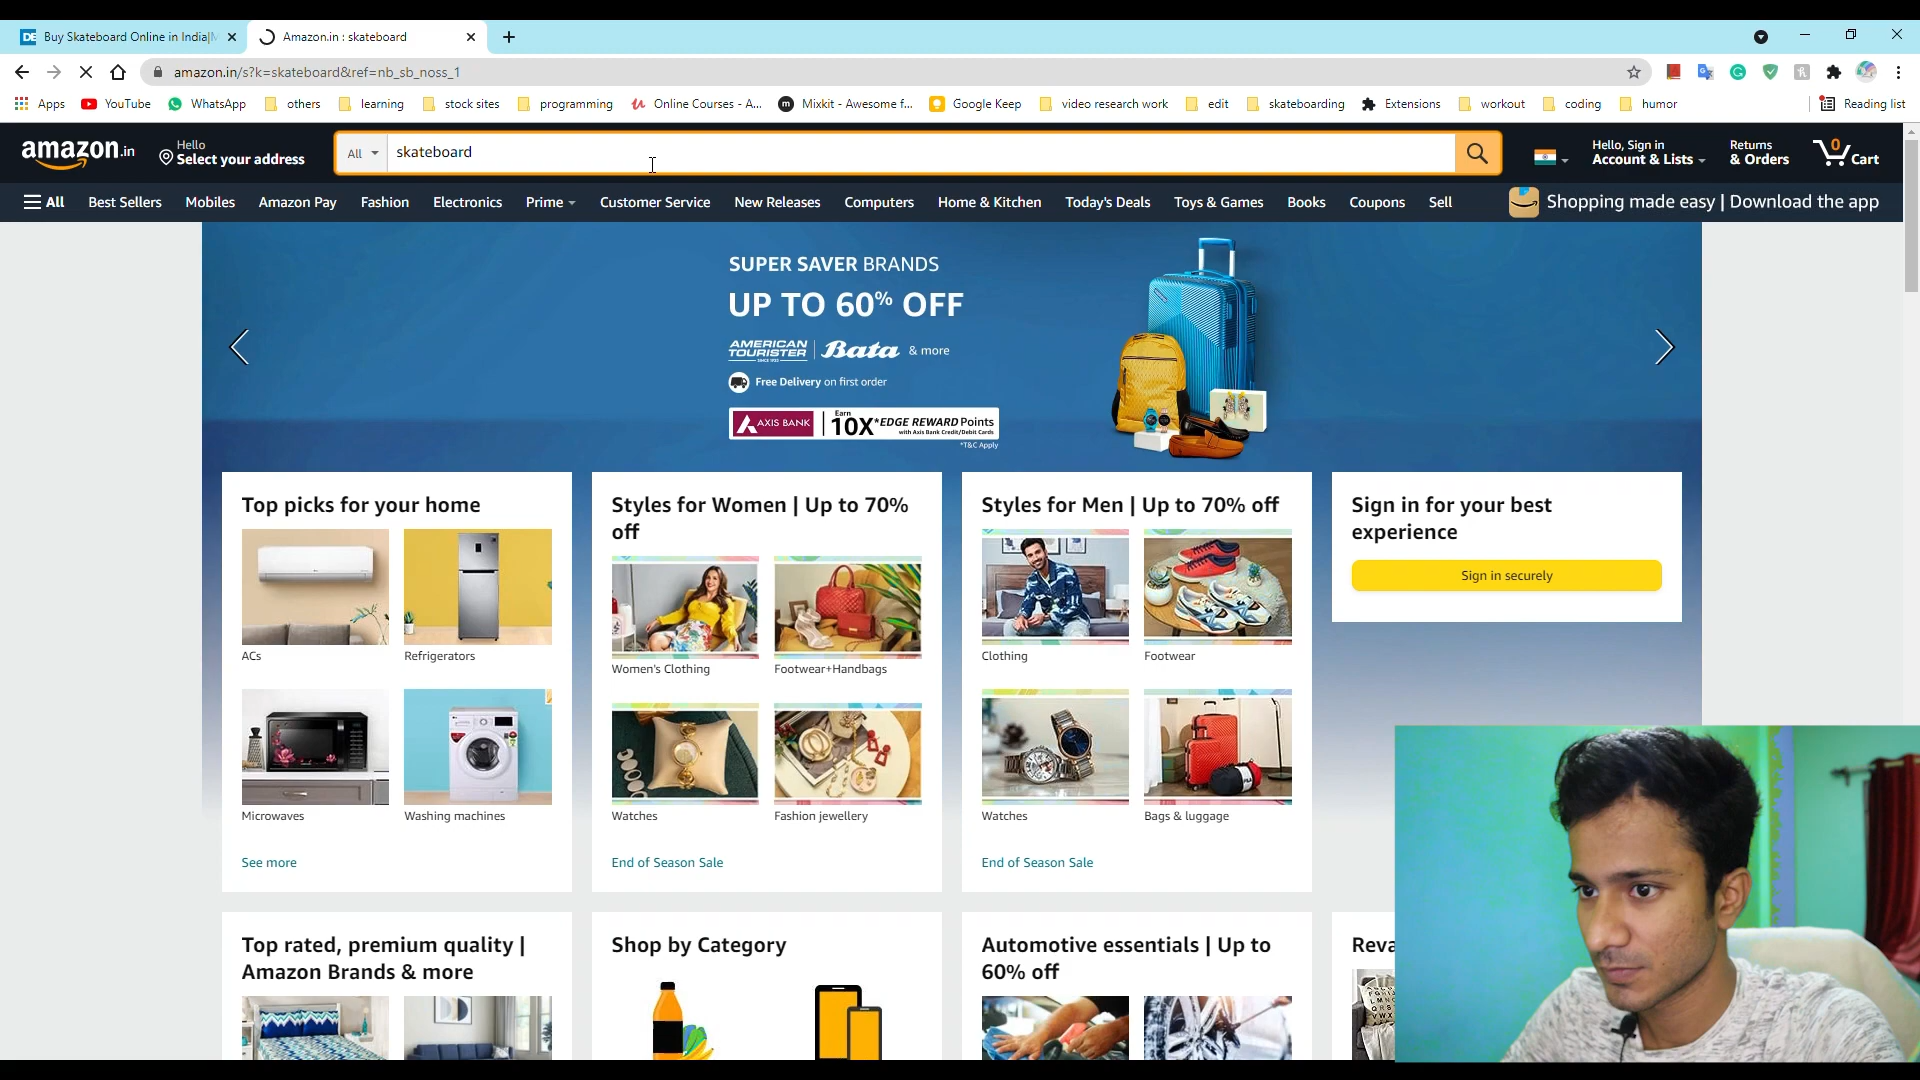 Buy Skateboard Online in India|M
Amazon.in : skateboard
amazon.in/s?k=skateboard&ref=nb_sb_noss_1
Apps YouTube WhatsApp others learning stock sites programming Online Courses - A... Mixkit - Awesome f... Google Keep video research work edit skateboarding Extensions workout coding humor Reading list
amazon.in
Hello
Select your address
All
skateboard
Hello, Sign in
Account & Lists
Returns
& Orders
0
Cart
All Best Sellers Mobiles Amazon Pay Fashion Electronics Prime Customer Service New Releases Computers Home & Kitchen Today's Deals Toys & Games Books Coupons Sell Shopping made easy | Download the app
SUPER SAVER BRANDS
UP TO 60% OFF
AMERICAN TOURISTER | Bata & more
Free Delivery on first order
AXIS BANK | Earn 10X *EDGE REWARD Points
with Axis Bank Credit/Debit Cards
*T&C Apply
Top picks for your home
ACs
Refrigerators
Microwaves
Washing machines
See more
Styles for Women | Up to 70%
off
Women's Clothing
Footwear+Handbags
Watches
Fashion jewellery
End of Season Sale
Styles for Men | Up to 70% off
Clothing
Footwear
Watches
Bags & luggage
End of Season Sale
Sign in for your best
experience
Sign in securely
Top rated, premium quality |
Amazon Brands & more
Shop by Category
Automotive essentials | Up to
60% off
Reva